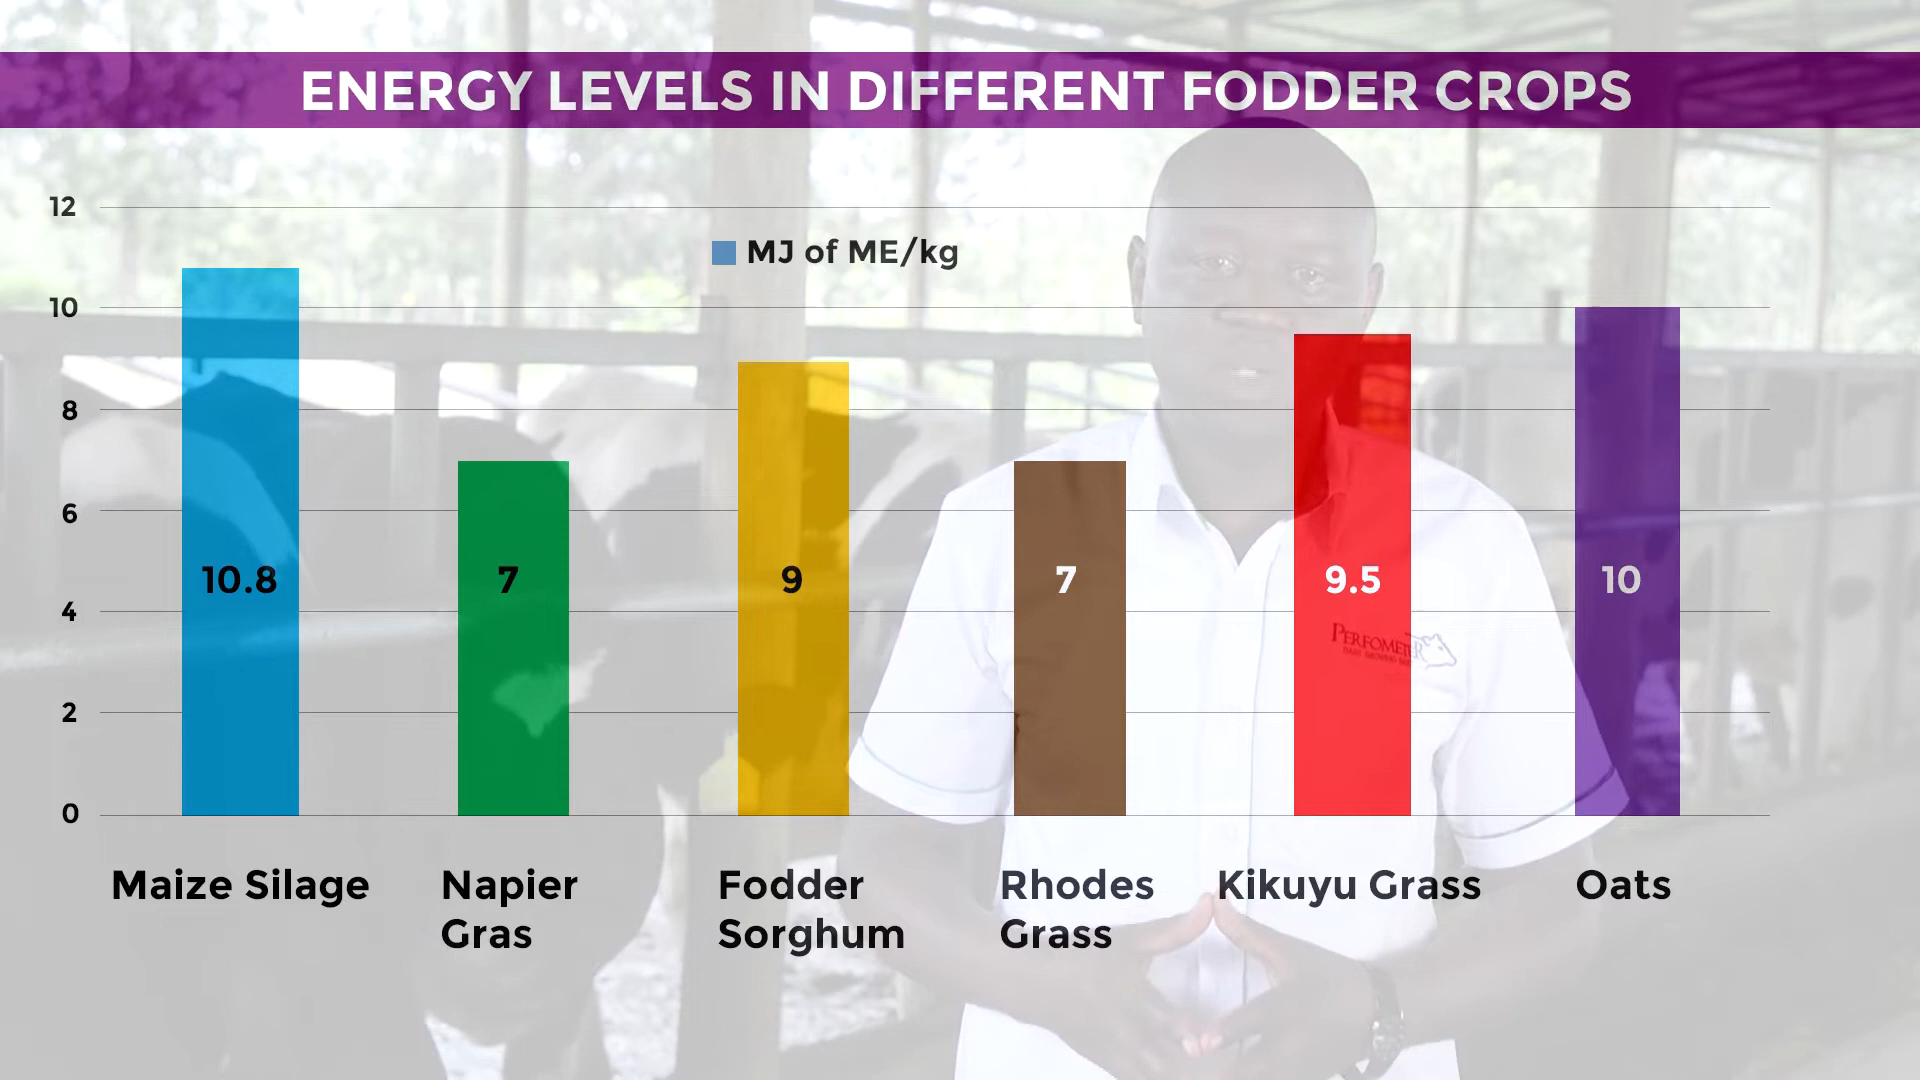 ENERGY LEVELS IN DIFFERENT FODDER CROPS
12
MJ of ME/kg
10
8
6
4
2
0
10.8
7
9
7
9.5
10
PERFOMETER
Maize Silage
Napier
Gras
Fodder
Sorghum
Rhodes
Grass
Kikuyu Grass
Oats